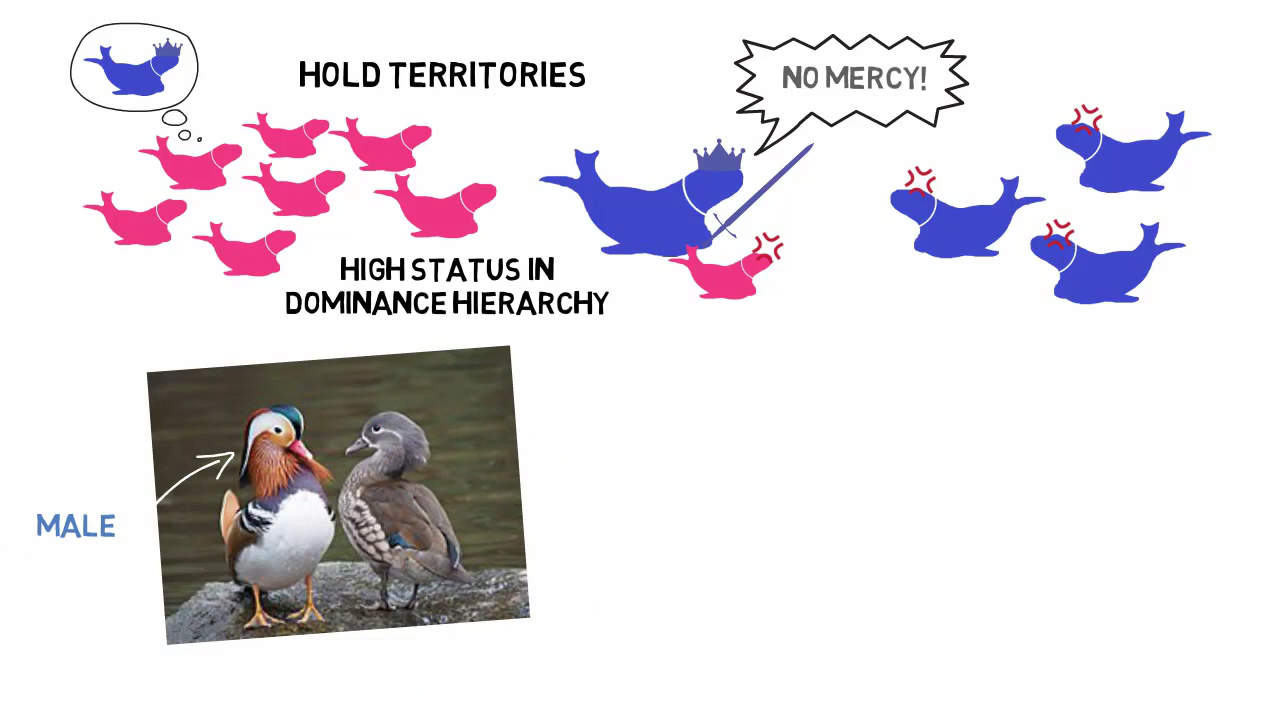 HOLD TERRITORIES
NO MERCY!
HIGH STATUS IN
DOMINANCE HIERARCHY
MALE